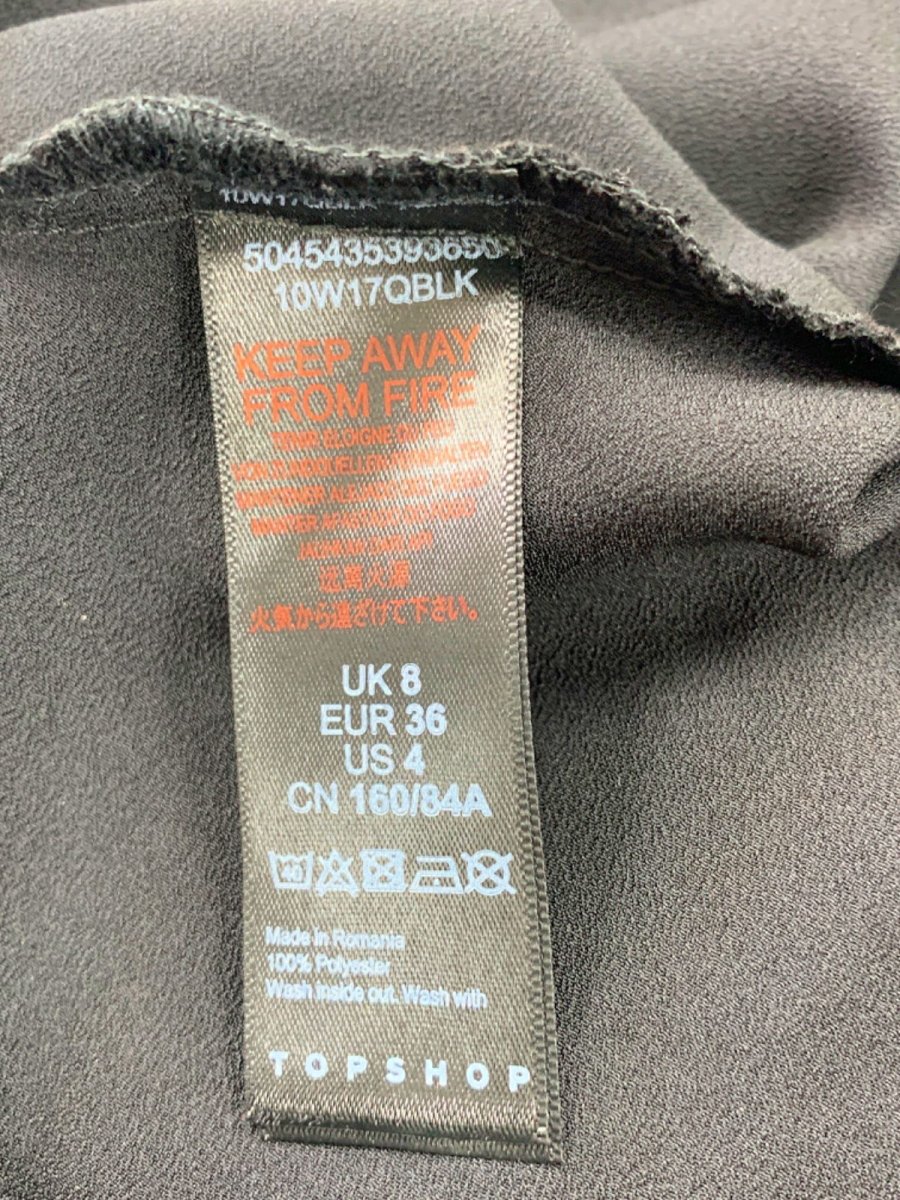 10W17QBLK
5045435393650
10W17QBLK
KEEP AWAY
FROM FIRE
远离火源
火気から遠ざけて下さい。
UK 8
EUR 36
US 4
CN 160/84A
40
Made in Romania
100% Polyester
Wash inside out. Wash with
TOPSHOP